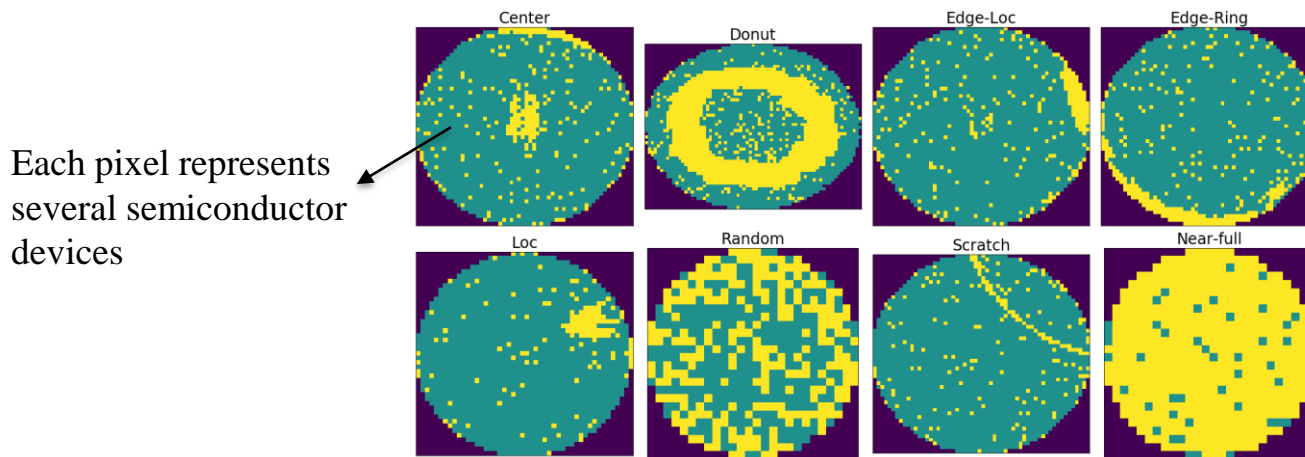 Center
Donut
Edge-Loc
Edge-Ring
Each pixel represents
several semiconductor
devices
Loc
Random
Scratch
Near-full